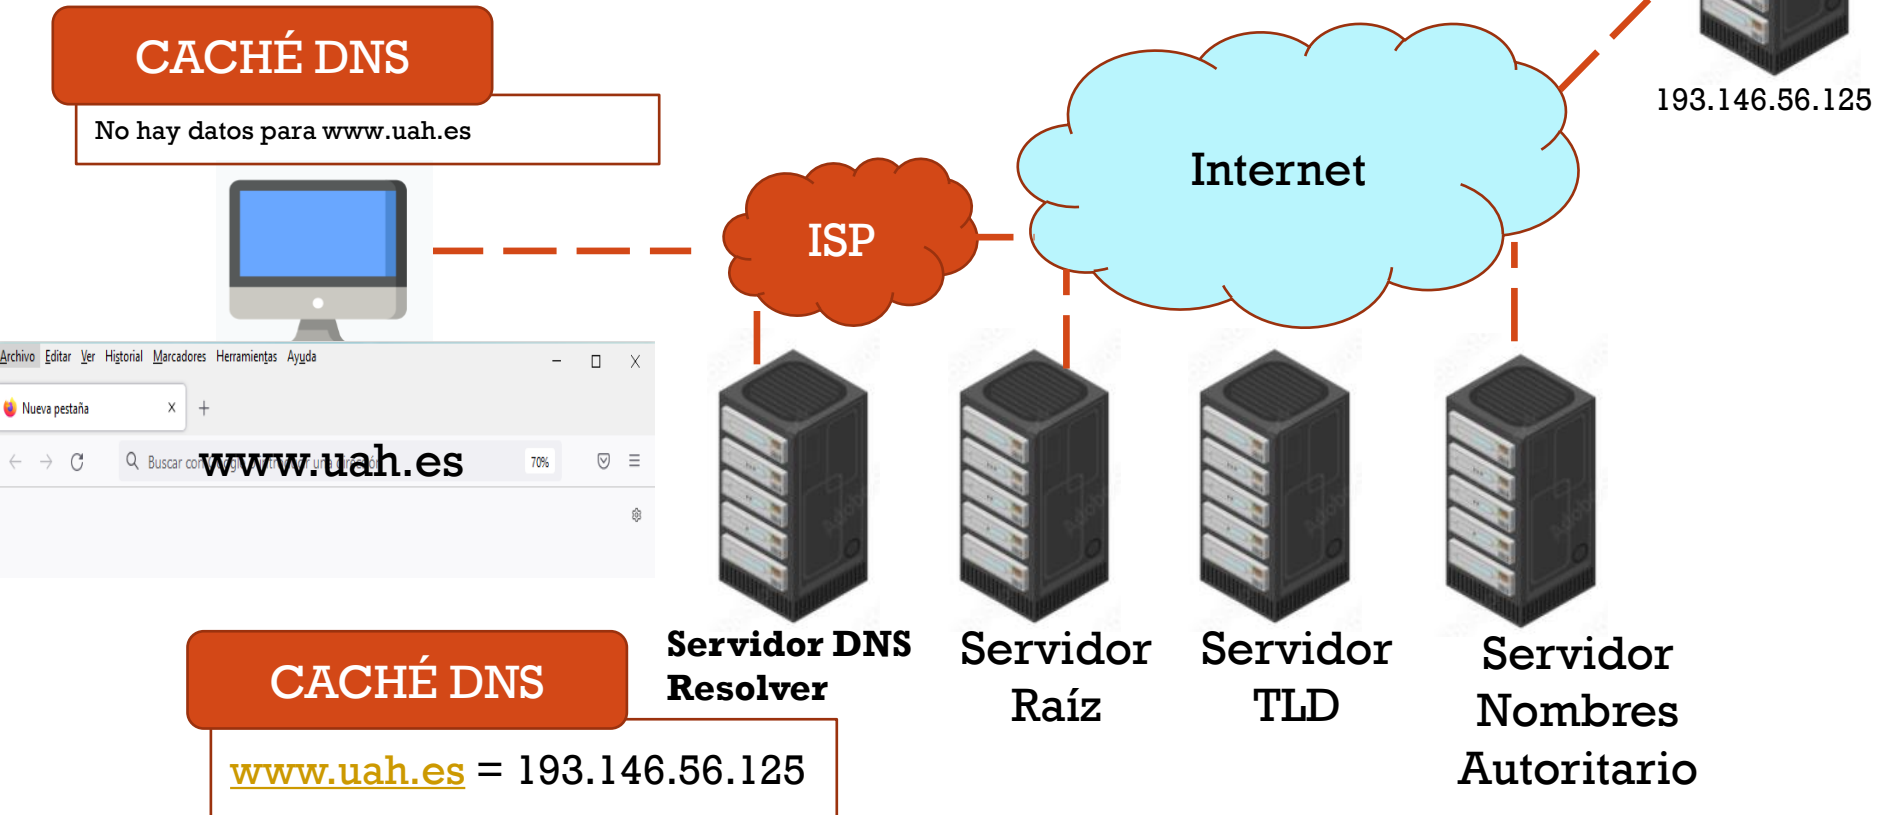 CACHÉ DNS
No hay datos para www.uah.es
193.146.56.125
Internet
ISP
Archivo Editar Ver Historial Marcadores Herramientas Ayuda
Nueva pestaña
Buscar con
www.uah.es
70%
Servidor DNS
Resolver
Servidor
Raíz
Servidor
TLD
Servidor
Nombres
Autoritario
CACHÉ DNS
www.uah.es = 193.146.56.125